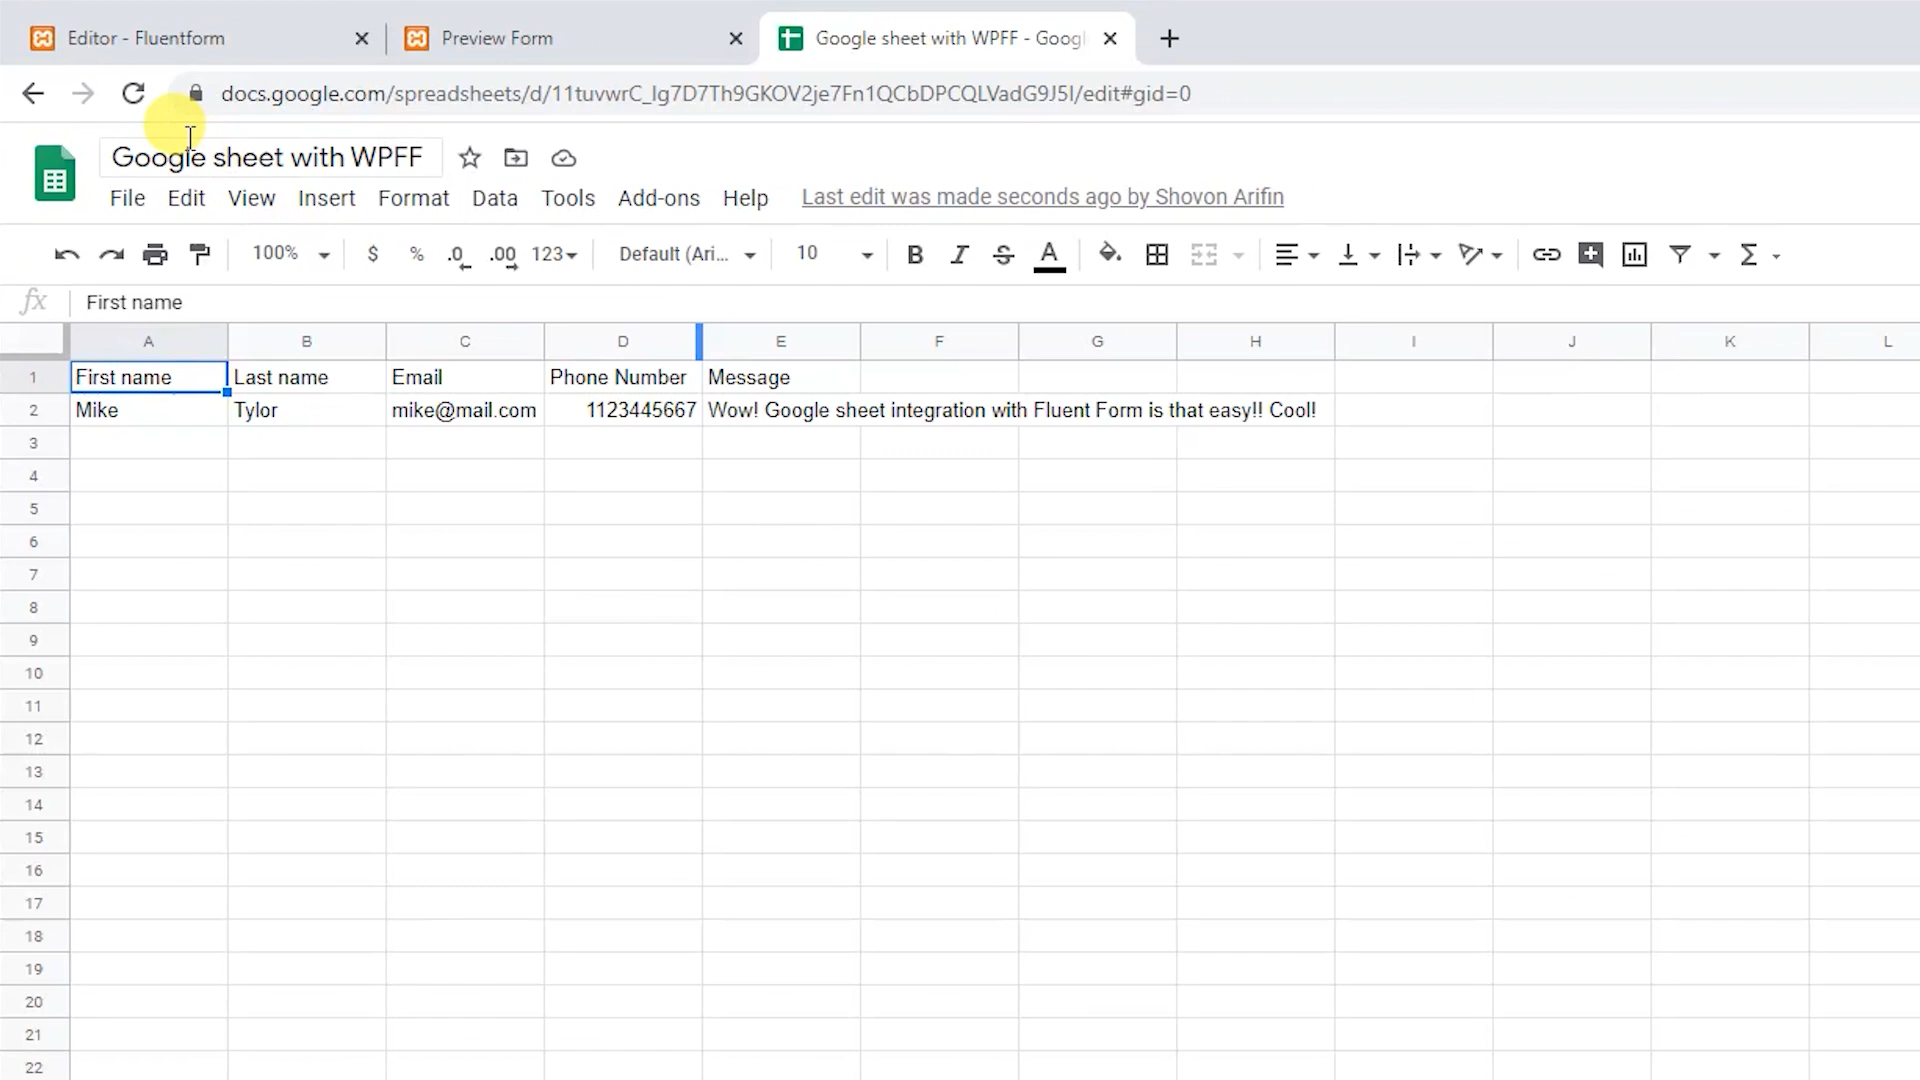 Editor - Fluentform
Preview Form
Google sheet with WPFF - Googl
docs.google.com/spreadsheets/d/11tuvwrC_lg7D7Th9GKOV2je7Fn1QCbDPCQLVadG9J5I/edit#gid=0
Google sheet with WPFF
File Edit View Insert Format Data Tools Add-ons Help Last edit was made seconds ago by Shovon Arifin
100% $ % .0 .00 123 Default (Ari... 10 B I S A Σ
fx First name
A B C D E F G H I J K L
1 First name Last name Email Phone Number Message
2 Mike Tylor mike@mail.com 1123445667 Wow! Google sheet integration with Fluent Form is that easy!! Cool!
3
4
5
6
7
8
9
10
11
12
13
14
15
16
17
18
19
20
21
22